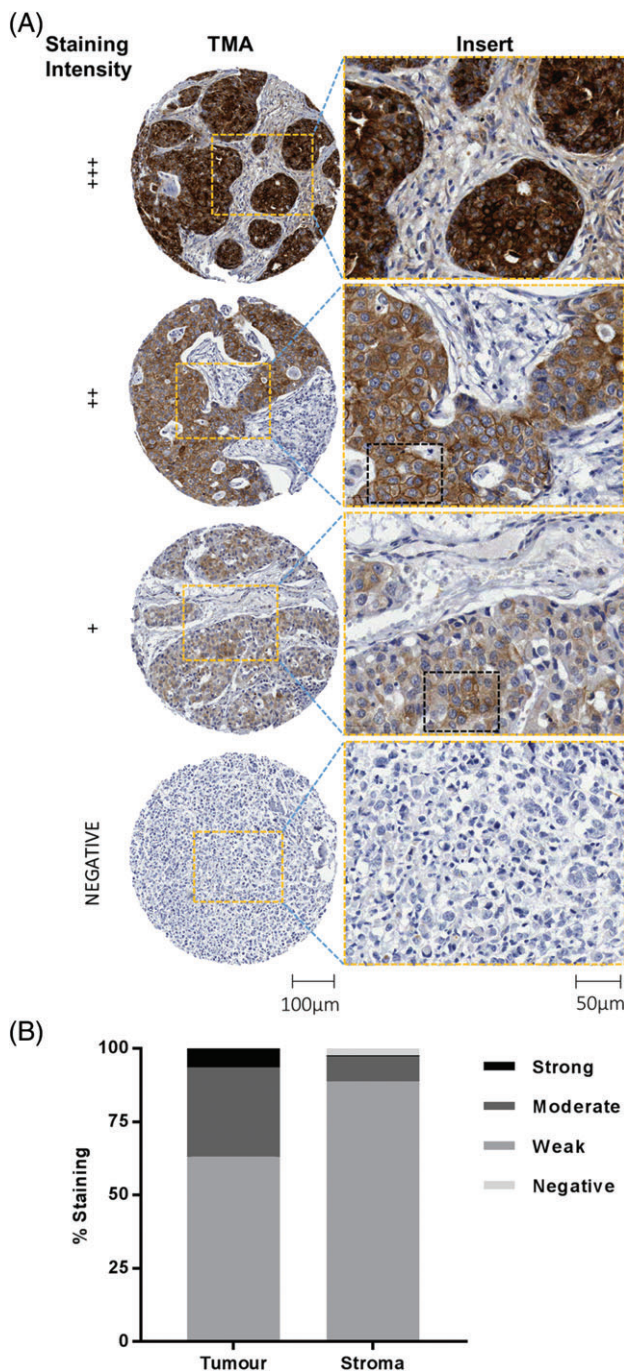 (A)
Staining Intensity
TMA
Insert
+++
++
+
NEGATIVE
100μm
50μm
(B)
% Staining
100
75
50
25
0
Tumour
Stroma
Strong
Moderate
Weak
Negative